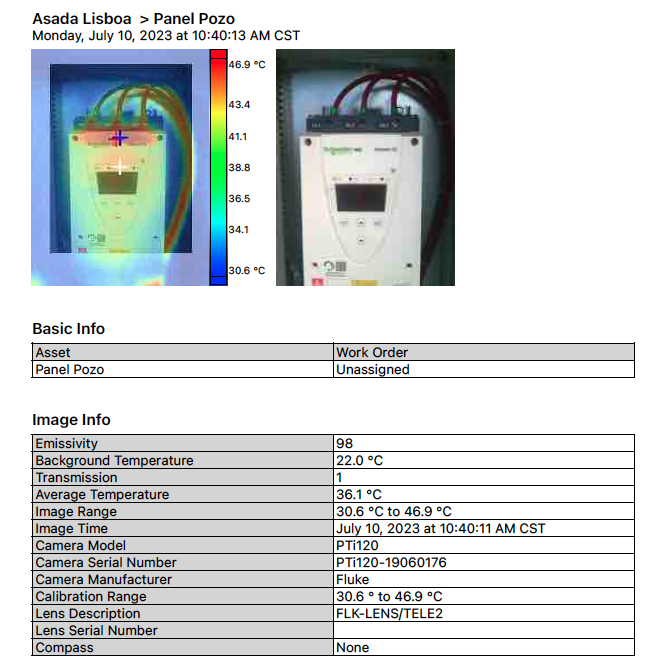 Asada Lisboa > Panel Pozo
Monday, July 10, 2023 at 10:40:13 AM CST
46.9 °C
43.4
41.1
38.8
36.5
34.1
30.6 °C
Schneider
Basic Info
Asset Work Order
Panel Pozo Unassigned
Image Info
Emissivity 98
Background Temperature 22.0 °C
Transmission 1
Average Temperature 36.1 °C
Image Range 30.6 °C to 46.9 °C
Image Time July 10, 2023 at 10:40:11 AM CST
Camera Model PTi120
Camera Serial Number PTi120-19060176
Camera Manufacturer Fluke
Calibration Range 30.6 ° to 46.9 °C
Lens Description FLK-LENS/TELE2
Lens Serial Number
Compass None